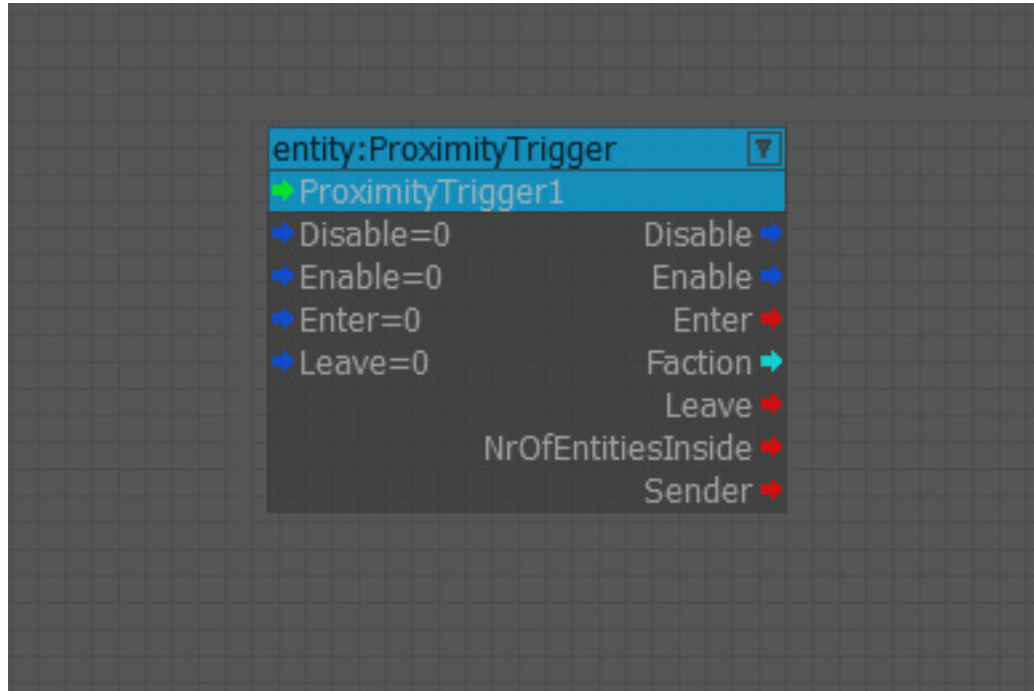 entity:ProximityTrigger
ProximityTrigger1
Disable=0 Disable
Enable=0 Enable
Enter=0 Enter
Leave=0 Faction
Leave
NrOfEntitiesInside
Sender